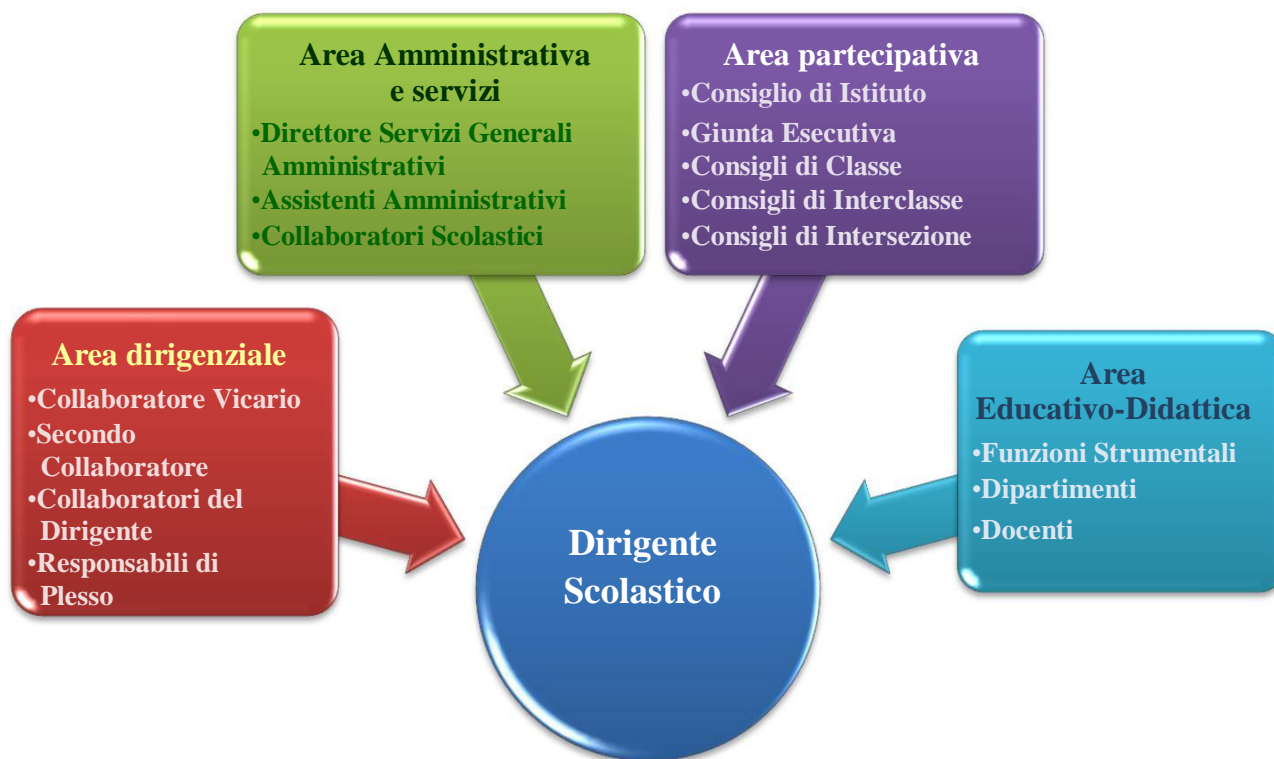 Area Amministrativa
e servizi
•Direttore Servizi Generali
Amministrativi
•Assistenti Amministrativi
•Collaboratori Scolastici
Area partecipativa
•Consiglio di Istituto
•Giunta Esecutiva
•Consigli di Classe
•Comsigli di Interclasse
•Consigli di Intersezione
Area dirigenziale
•Collaboratore Vicario
•Secondo
Collaboratore
•Collaboratori del
Dirigente
•Responsabili di
Plesso
Area
Educativo-Didattica
•Funzioni Strumentali
•Dipartimenti
•Docenti
Dirigente
Scolastico